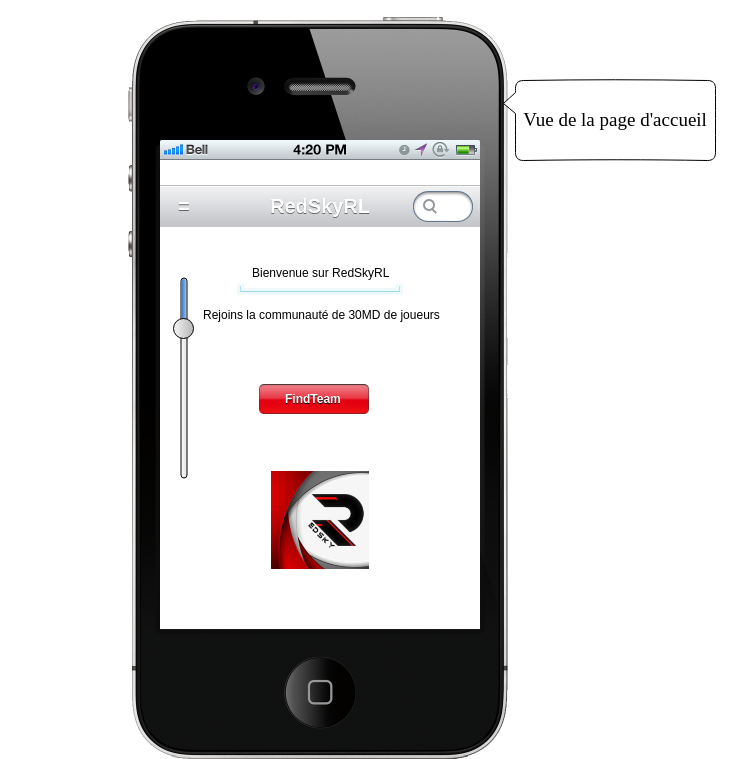 Bell
4:20 PM
Vue de la page d'accueil
=
RedSkyRL
Bienvenue sur RedSkyRL
Rejoins la communauté de 30MD de joueurs
FindTeam
R
EDSKY